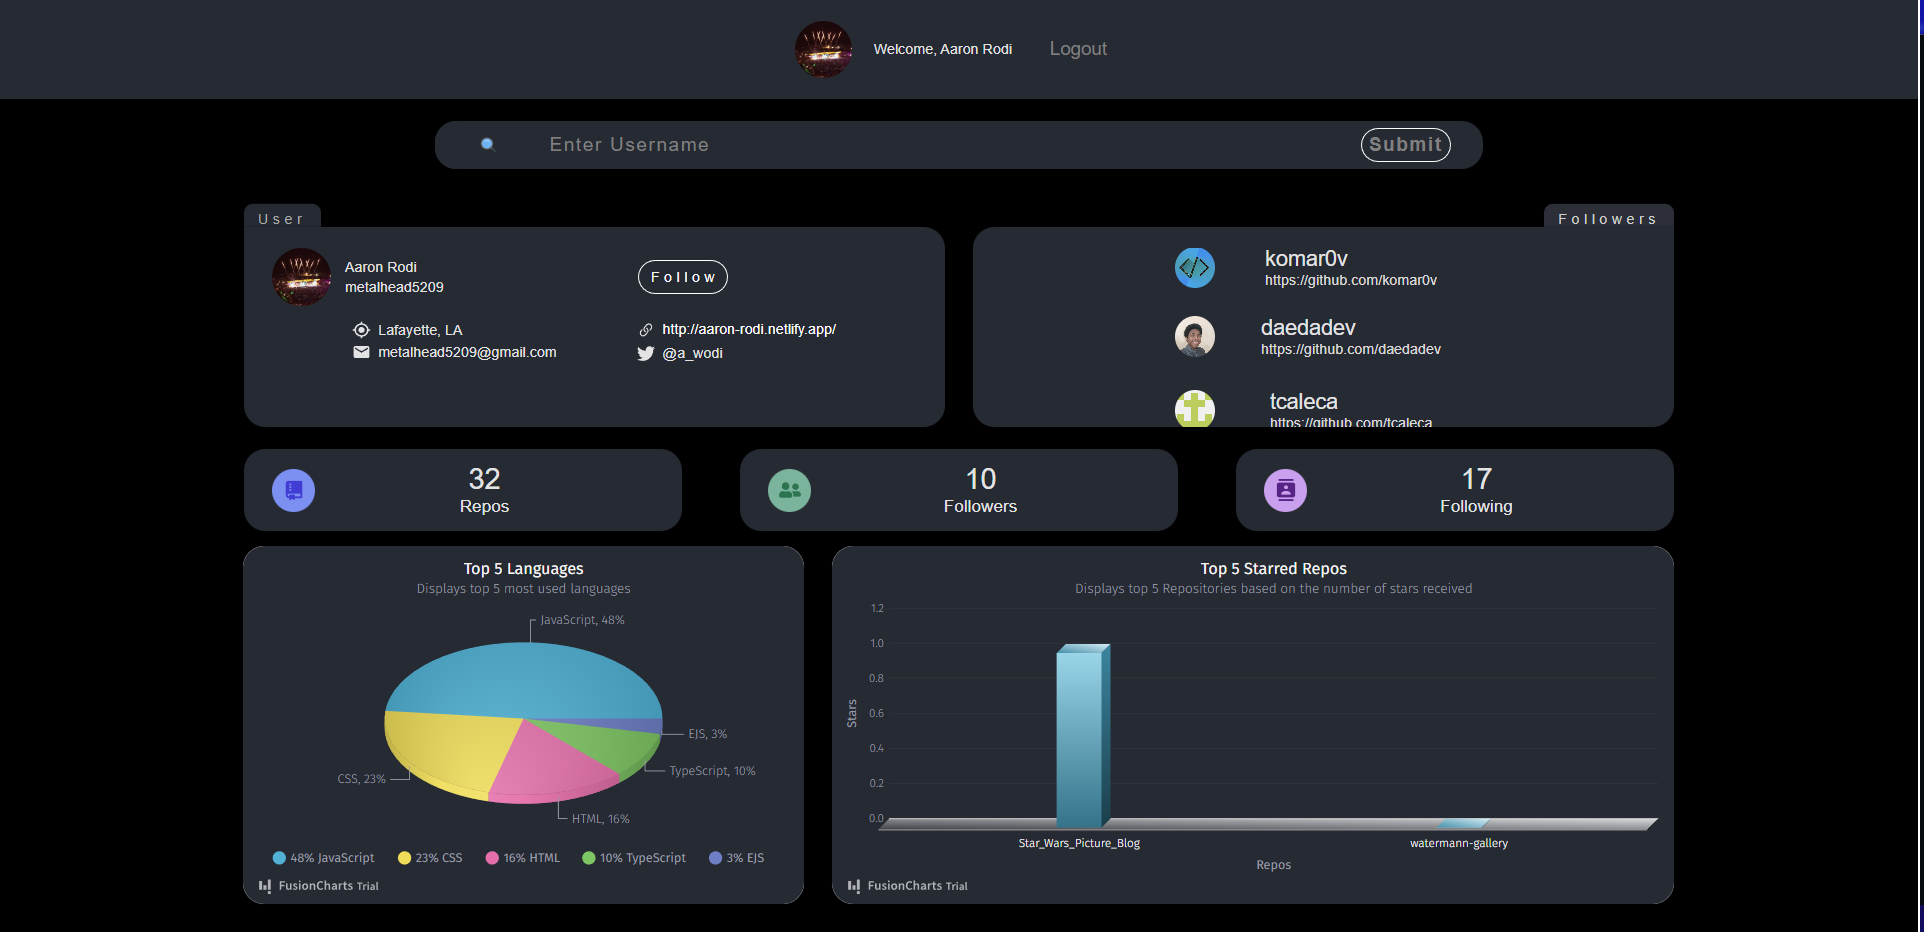 Welcome, Aaron Rodi
Logout
Enter Username
Submit
User
Aaron Rodi
metalhead5209
Follow
Lafayette, LA
metalhead5209@gmail.com
http://aaron-rodi.netlify.app/
@a_wodi
Followers
komar0v
https://github.com/komar0v
daedadev
https://github.com/daedadev
tcaleca
https://github.com/tcaleca
32
Repos
10
Followers
17
Following
Top 5 Languages
Displays top 5 most used languages
JavaScript, 48%
EJS, 3%
TypeScript, 10%
CSS, 23%
HTML, 16%
48% JavaScript
23% CSS
16% HTML
10% TypeScript
3% EJS
FusionCharts Trial
Top 5 Starred Repos
Displays top 5 Repositories based on the number of stars received
1.2
1.0
0.8
0.6
0.4
0.2
0.0
Stars
Star_Wars_Picture_Blog
watermann-gallery
Repos
FusionCharts Trial